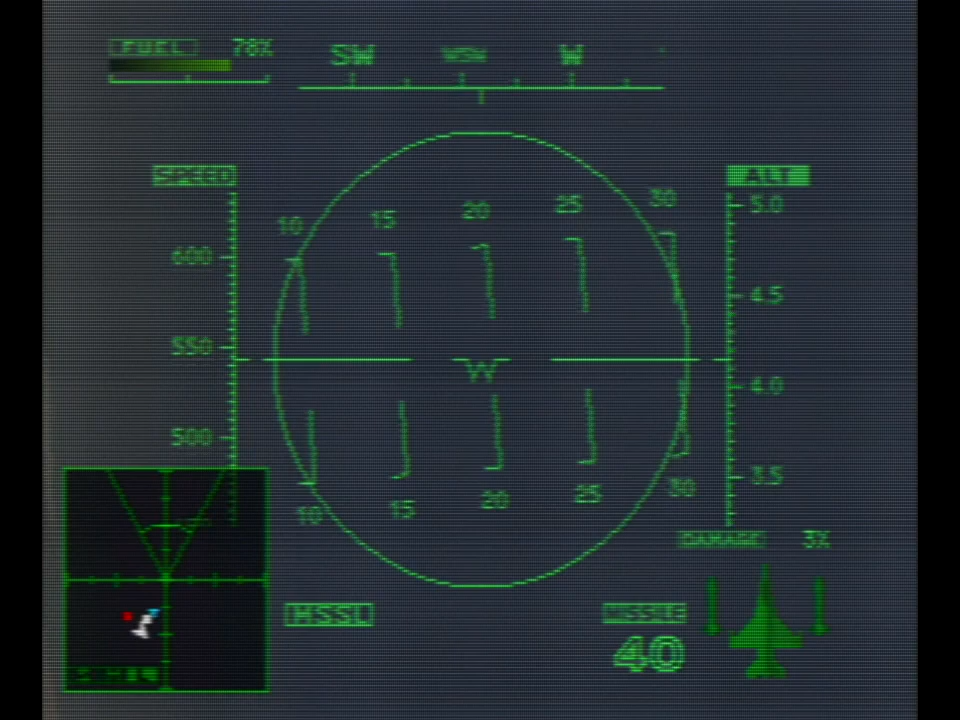 FUEL 78%
SW WSW W
SPEED
ALT
5.0
10 15 20 25 30
600
4.5
550
W
4.0
500
3.5
10 15 20 25 30
DAMAGE 3%
MSSL
MISSILE
40